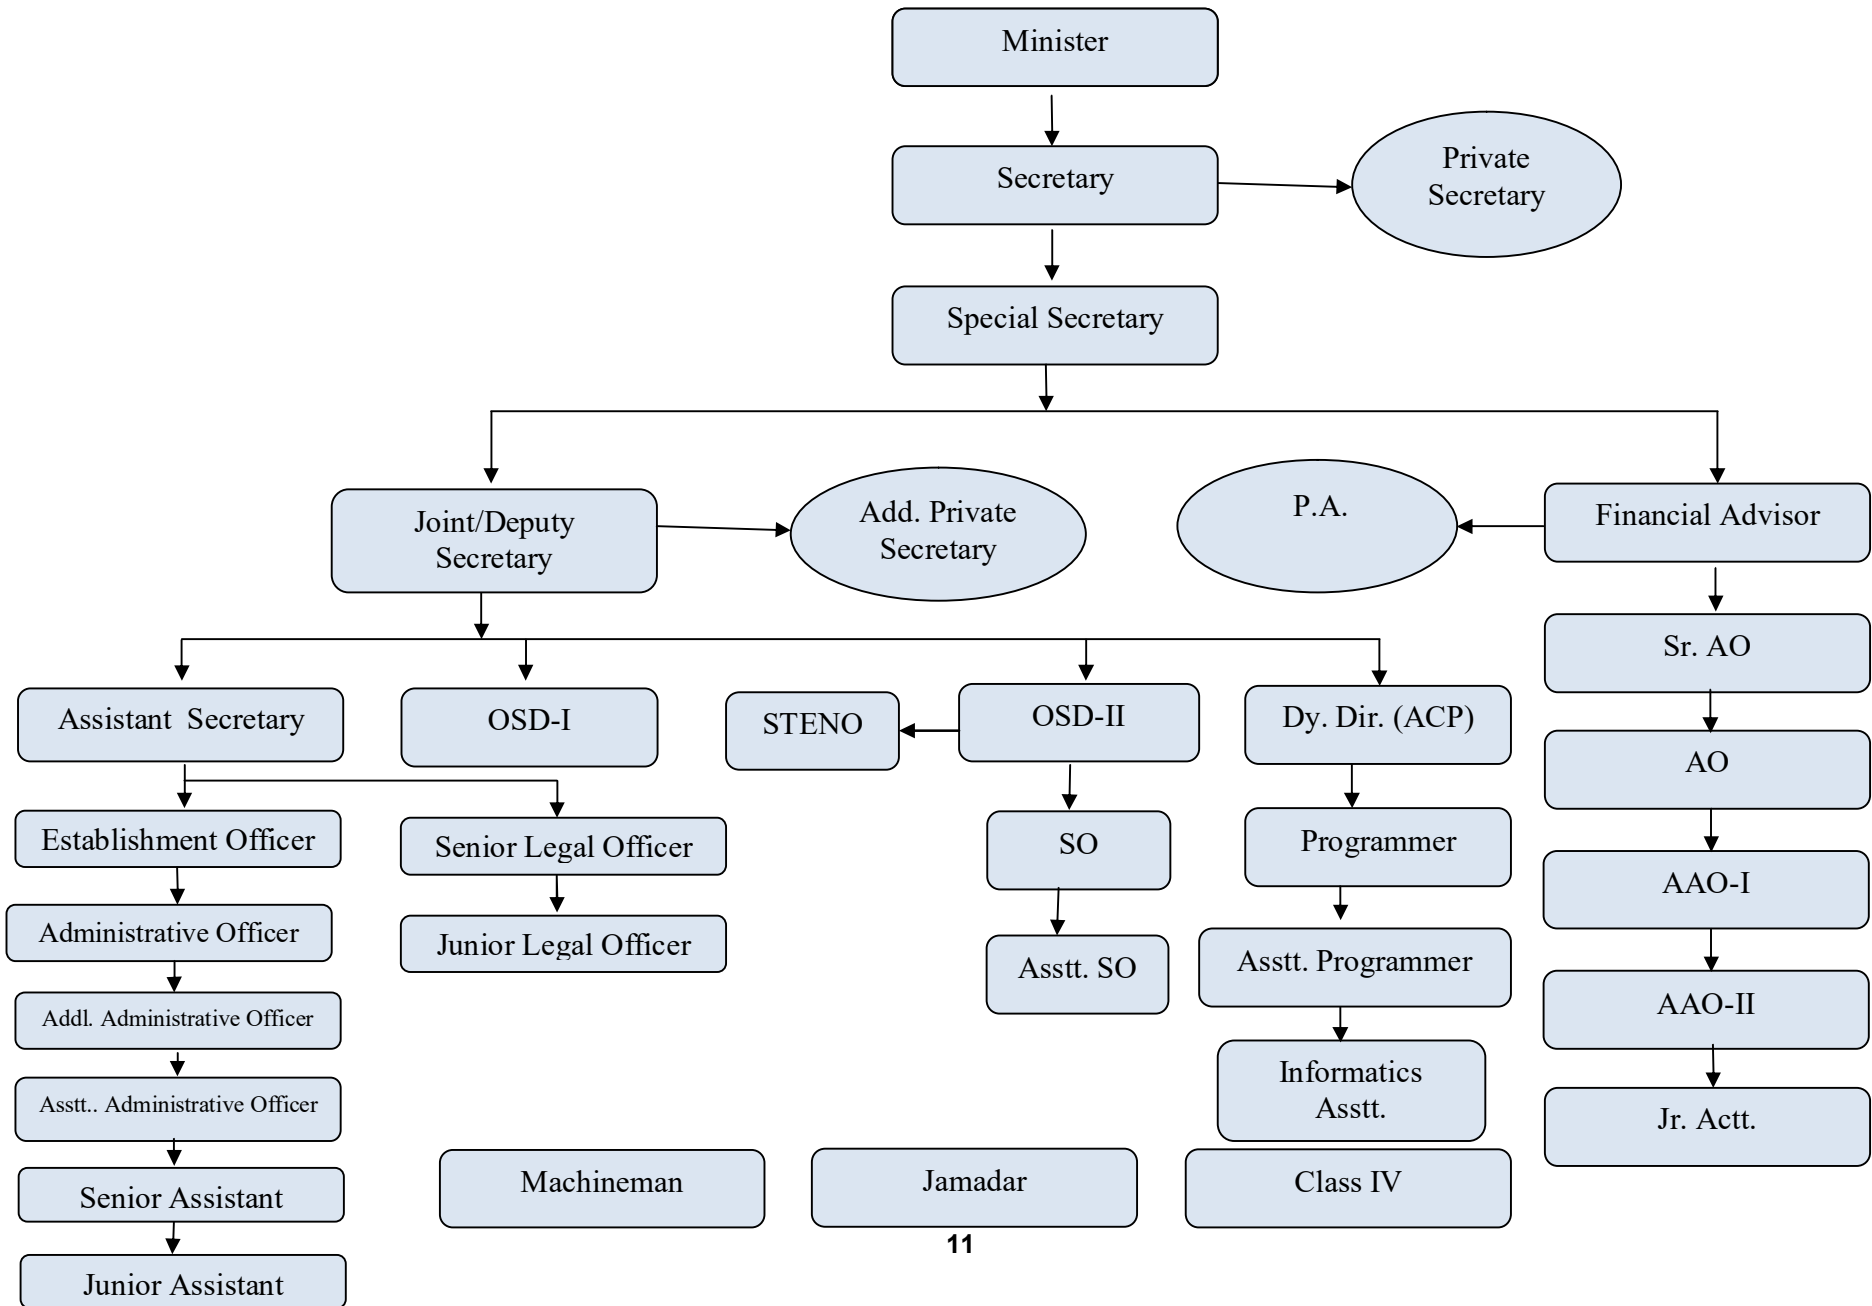 Minister
Secretary
Private
Secretary
Special Secretary
Joint/Deputy
Secretary
Add. Private
Secretary
P.A.
Financial Advisor
Sr. AO
Assistant  Secretary
OSD-I
STENO
OSD-II
Dy. Dir. (ACP)
AO
Establishment Officer
Senior Legal Officer
SO
Programmer
AAO-I
Administrative Officer
Junior Legal Officer
Asstt. SO
Asstt. Programmer
AAO-II
Addl. Administrative Officer
Informatics
Asstt.
Asstt.. Administrative Officer
Jr. Actt.
Senior Assistant
Machineman
Jamadar
Class IV
11
Junior Assistant